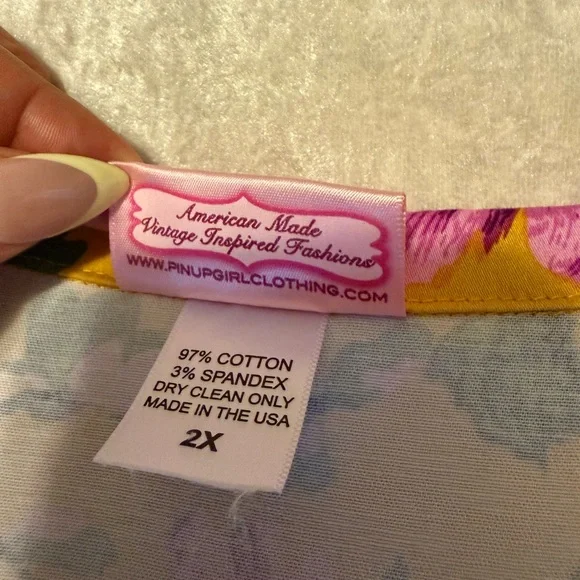 American Made
Vintage Inspired Fashions
WWW.PINUPGIRLCLOTHING.COM
97% COTTON
3% SPANDEX
DRY CLEAN ONLY
MADE IN THE USA
2X